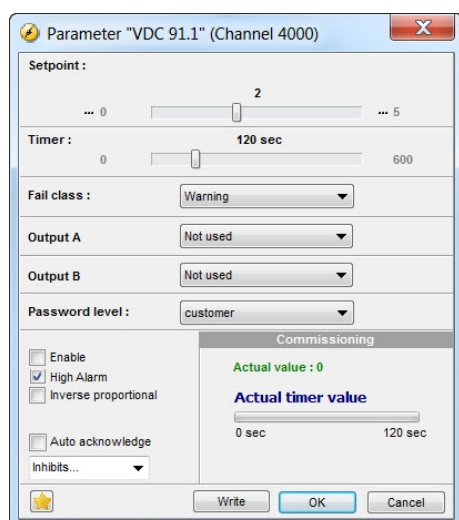 Parameter "VDC 91.1" (Channel 4000)
X
Setpoint :
2
... 0
... 5
Timer :
120 sec
0
600
Fail class :
Warning
Output A
Not used
Output B
Not used
Password level :
customer
Commissioning
Enable
High Alarm
Inverse proportional
Actual value : 0
Actual timer value
0 sec
120 sec
Auto acknowledge
Inhibits...
Write
OK
Cancel